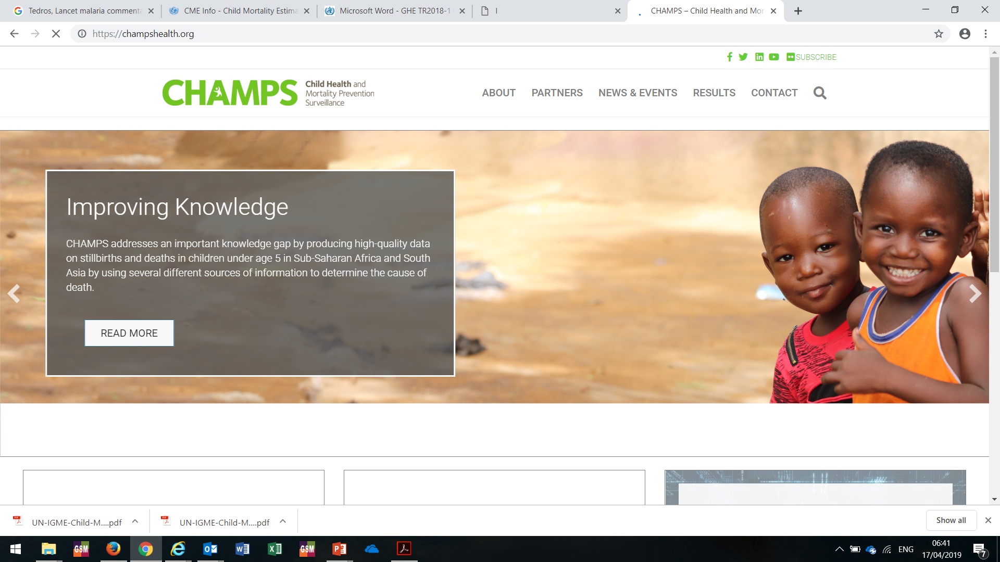 Tedros, Lancet malaria commenta
CME Info - Child Mortality Estima
Microsoft Word - GHE TR2018-1
CHAMPS – Child Health and Mor
https://champshealth.org
SUBSCRIBE
CHAMPS
Child Health and
Mortality Prevention
Surveillance
ABOUT
PARTNERS
NEWS & EVENTS
RESULTS
CONTACT
Improving Knowledge
CHAMPS addresses an important knowledge gap by producing high-quality data
on stillbirths and deaths in children under age 5 in Sub-Saharan Africa and South
Asia by using several different sources of information to determine the cause of
death.
READ MORE
UN-IGME-Child-M....pdf
UN-IGME-Child-M....pdf
Show all
GSM
GSM
ENG
06:41
17/04/2019
7